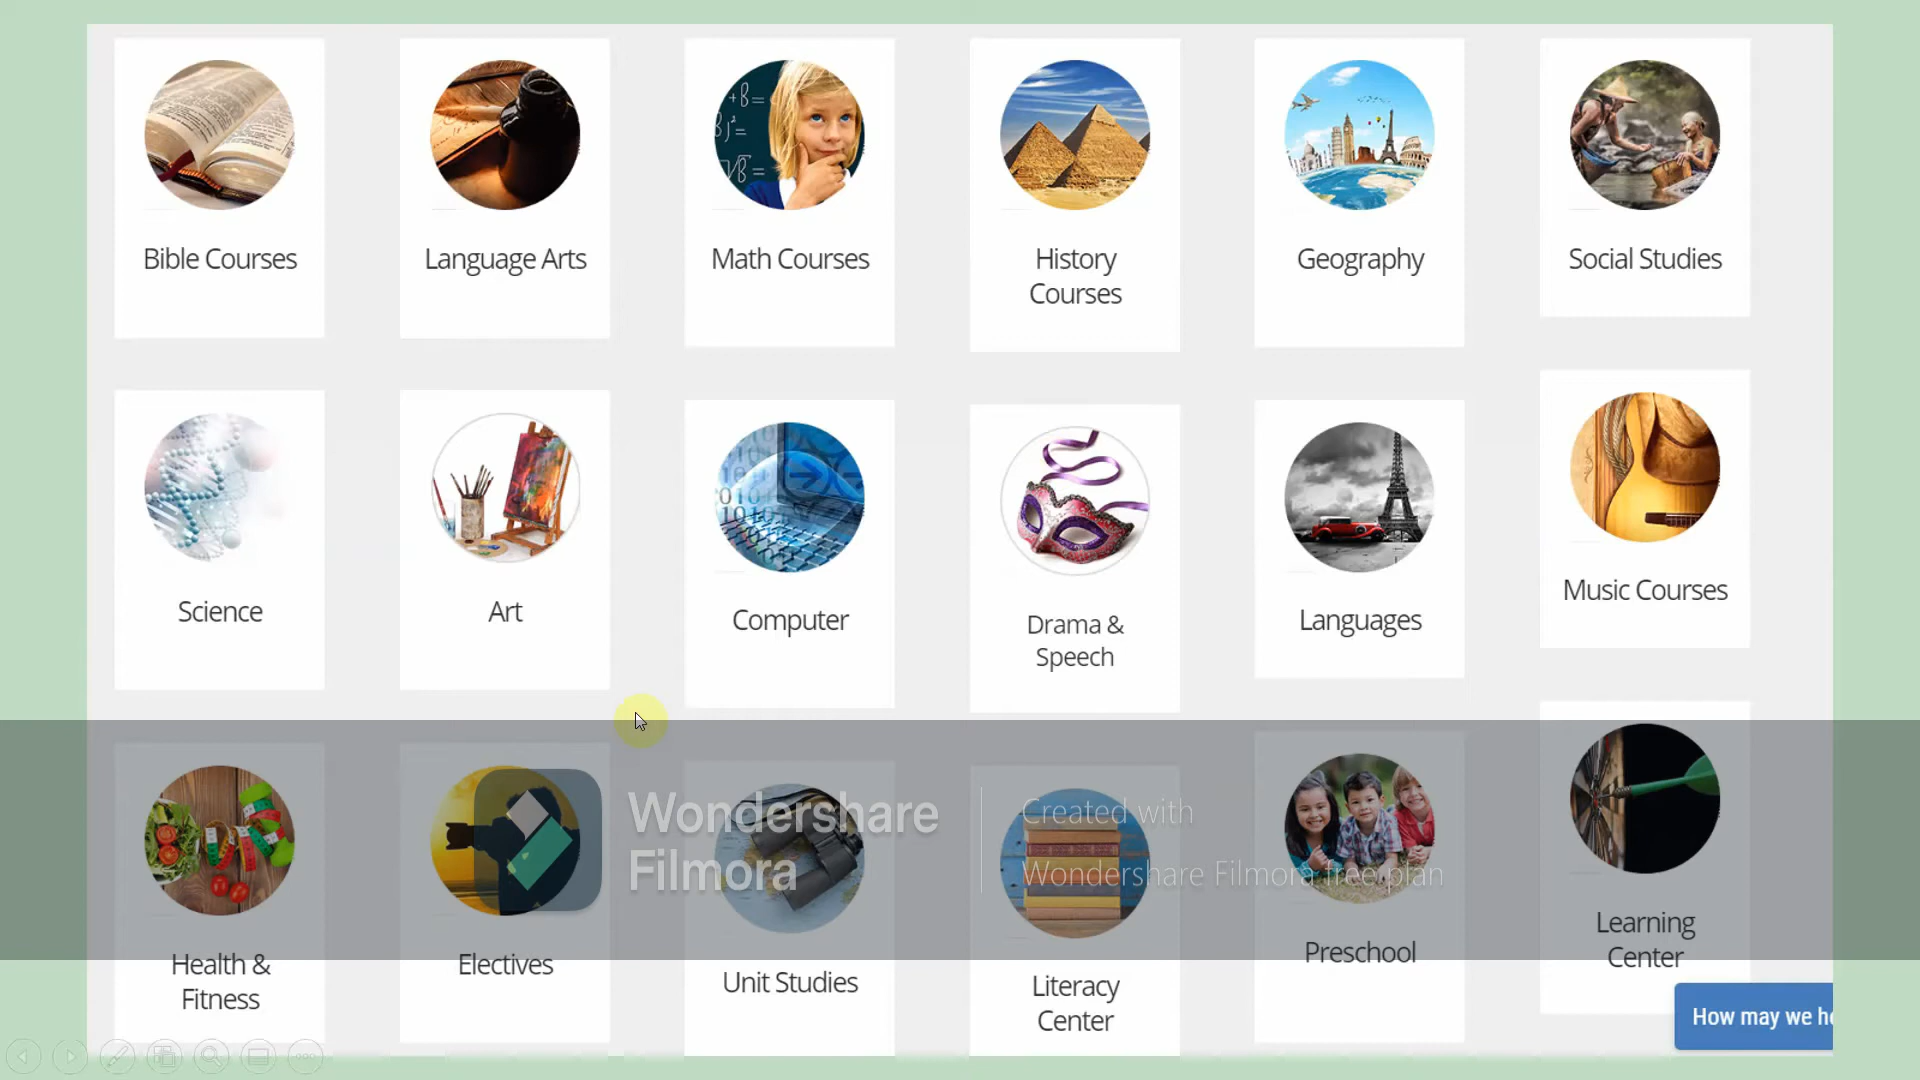 Bible Courses
Language Arts
Math Courses
History
Courses
Geography
Social Studies
Science
Art
Computer
Drama &
Speech
Languages
Music Courses
Health &
Fitness
Electives
Unit Studies
Literacy
Center
Preschool
Learning
Center
Wondershare
Filmora
Created with
Wondershare Filmora free plan
How may we he